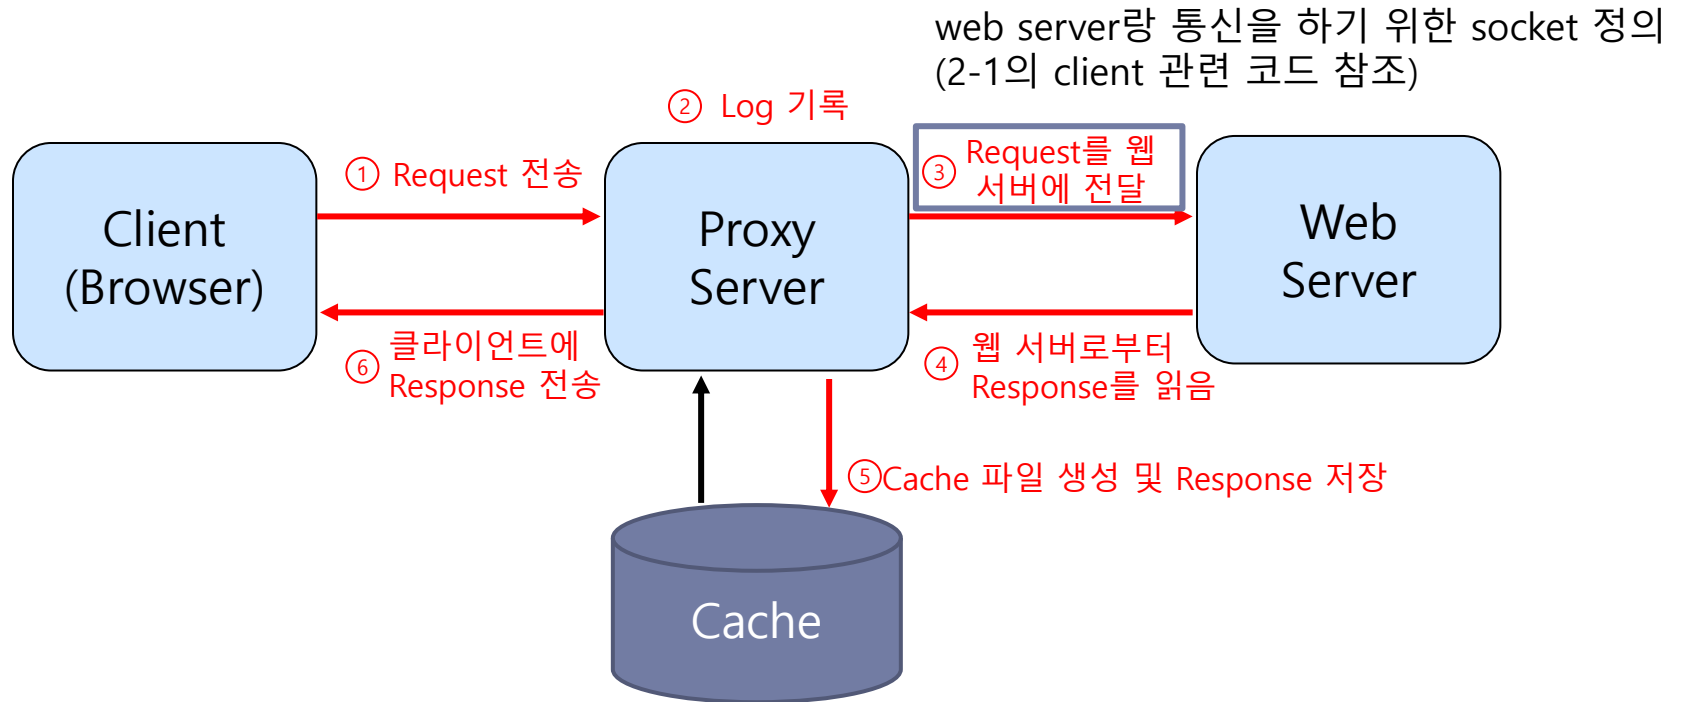 web server랑 통신을 하기 위한 socket 정의
(2-1의 client 관련 코드 참조)
② Log 기록
① Request 전송
③ Request를 웹
서버에 전달
Client
(Browser)
Proxy
Server
Web
Server
⑥ 클라이언트에
Response 전송
④ 웹 서버로부터
Response를 읽음
⑤Cache 파일 생성 및 Response 저장
Cache